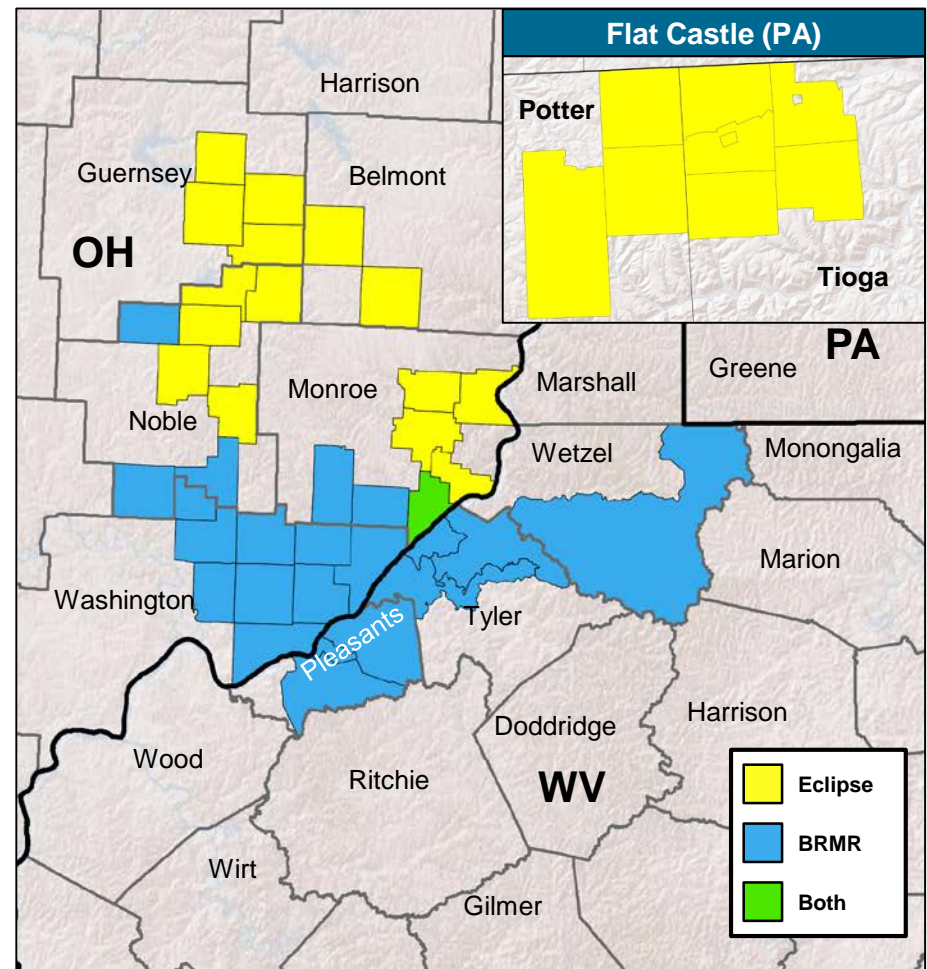 Flat Castle (PA)
Harrison
Potter
Guernsey
Belmont
OH
Tioga
PA
Marshall
Greene
Monroe
Noble
Wetzel
Monongalia
Marion
Washington
Tyler
Pleasants
Doddridge
Harrison
Wood
Ritchie
WV
Eclipse
BRMR
Wirt
Both
Gilmer